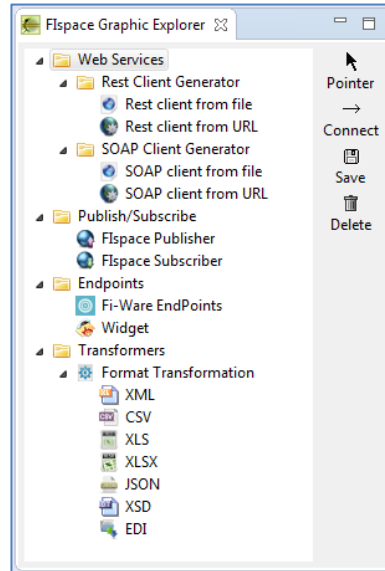 FIspace Graphic Explorer
Web Services
Rest Client Generator
Rest client from file
Rest client from URL
SOAP Client Generator
SOAP client from file
SOAP client from URL
Publish/Subscribe
FIspace Publisher
FIspace Subscriber
Endpoints
Fi-Ware EndPoints
Widget
Transformers
Format Transformation
XML
CSV
XLS
XLSX
JSON
XSD
EDI
Pointer
Connect
Save
Delete